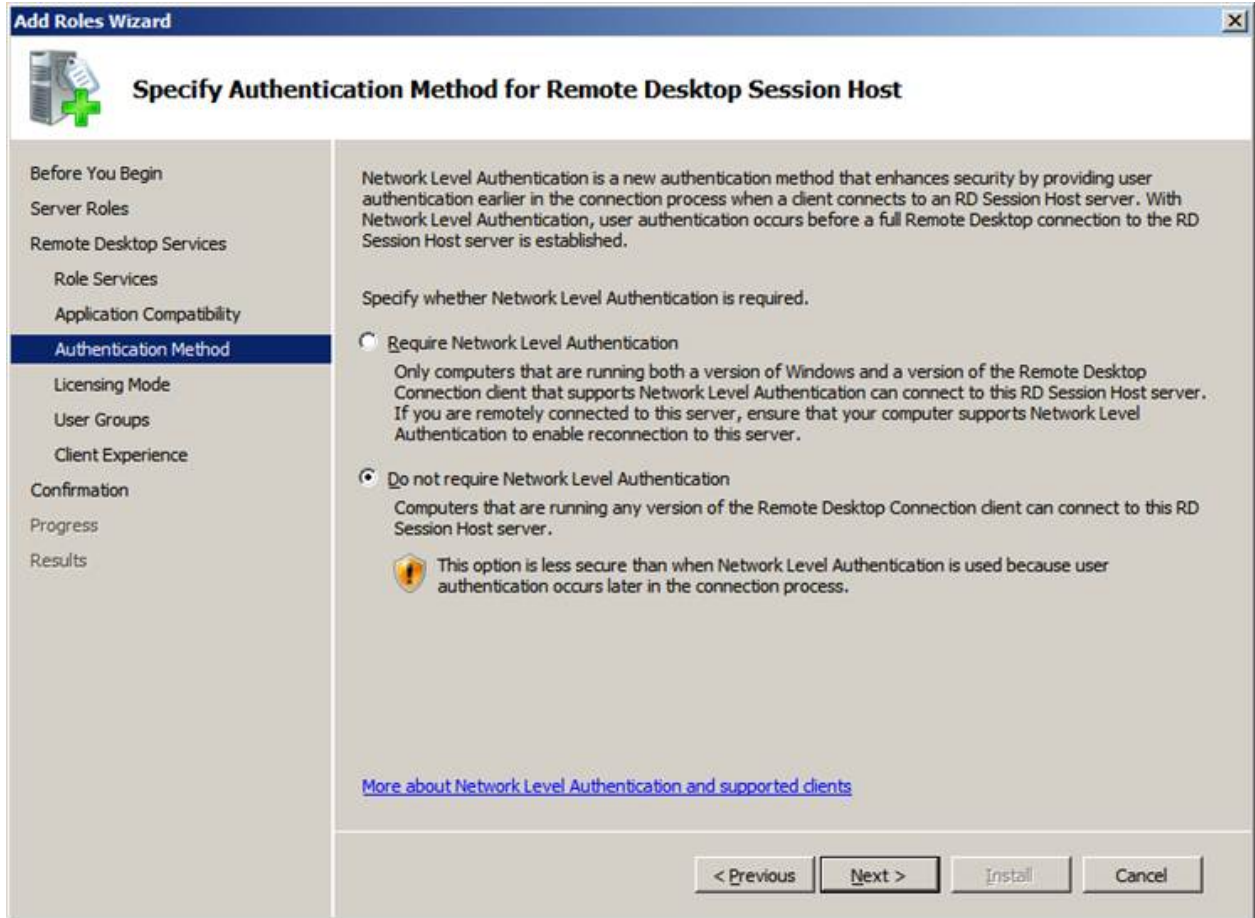 Add Roles Wizard
Specify Authentication Method for Remote Desktop Session Host
Before You Begin
Server Roles
Remote Desktop Services
Role Services
Application Compatibility
Authentication Method
Licensing Mode
User Groups
Client Experience
Confirmation
Progress
Results
Network Level Authentication is a new authentication method that enhances security by providing user
authentication earlier in the connection process when a client connects to an RD Session Host server. With
Network Level Authentication, user authentication occurs before a full Remote Desktop connection to the RD
Session Host server is established.
Specify whether Network Level Authentication is required.
Require Network Level Authentication
Only computers that are running both a version of Windows and a version of the Remote Desktop
Connection client that supports Network Level Authentication can connect to this RD Session Host server.
If you are remotely connected to this server, ensure that your computer supports Network Level
Authentication to enable reconnection to this server.
Do not require Network Level Authentication
Computers that are running any version of the Remote Desktop Connection client can connect to this RD
Session Host server.
This option is less secure than when Network Level Authentication is used because user
authentication occurs later in the connection process.
More about Network Level Authentication and supported clients
< Previous
Next >
Install
Cancel